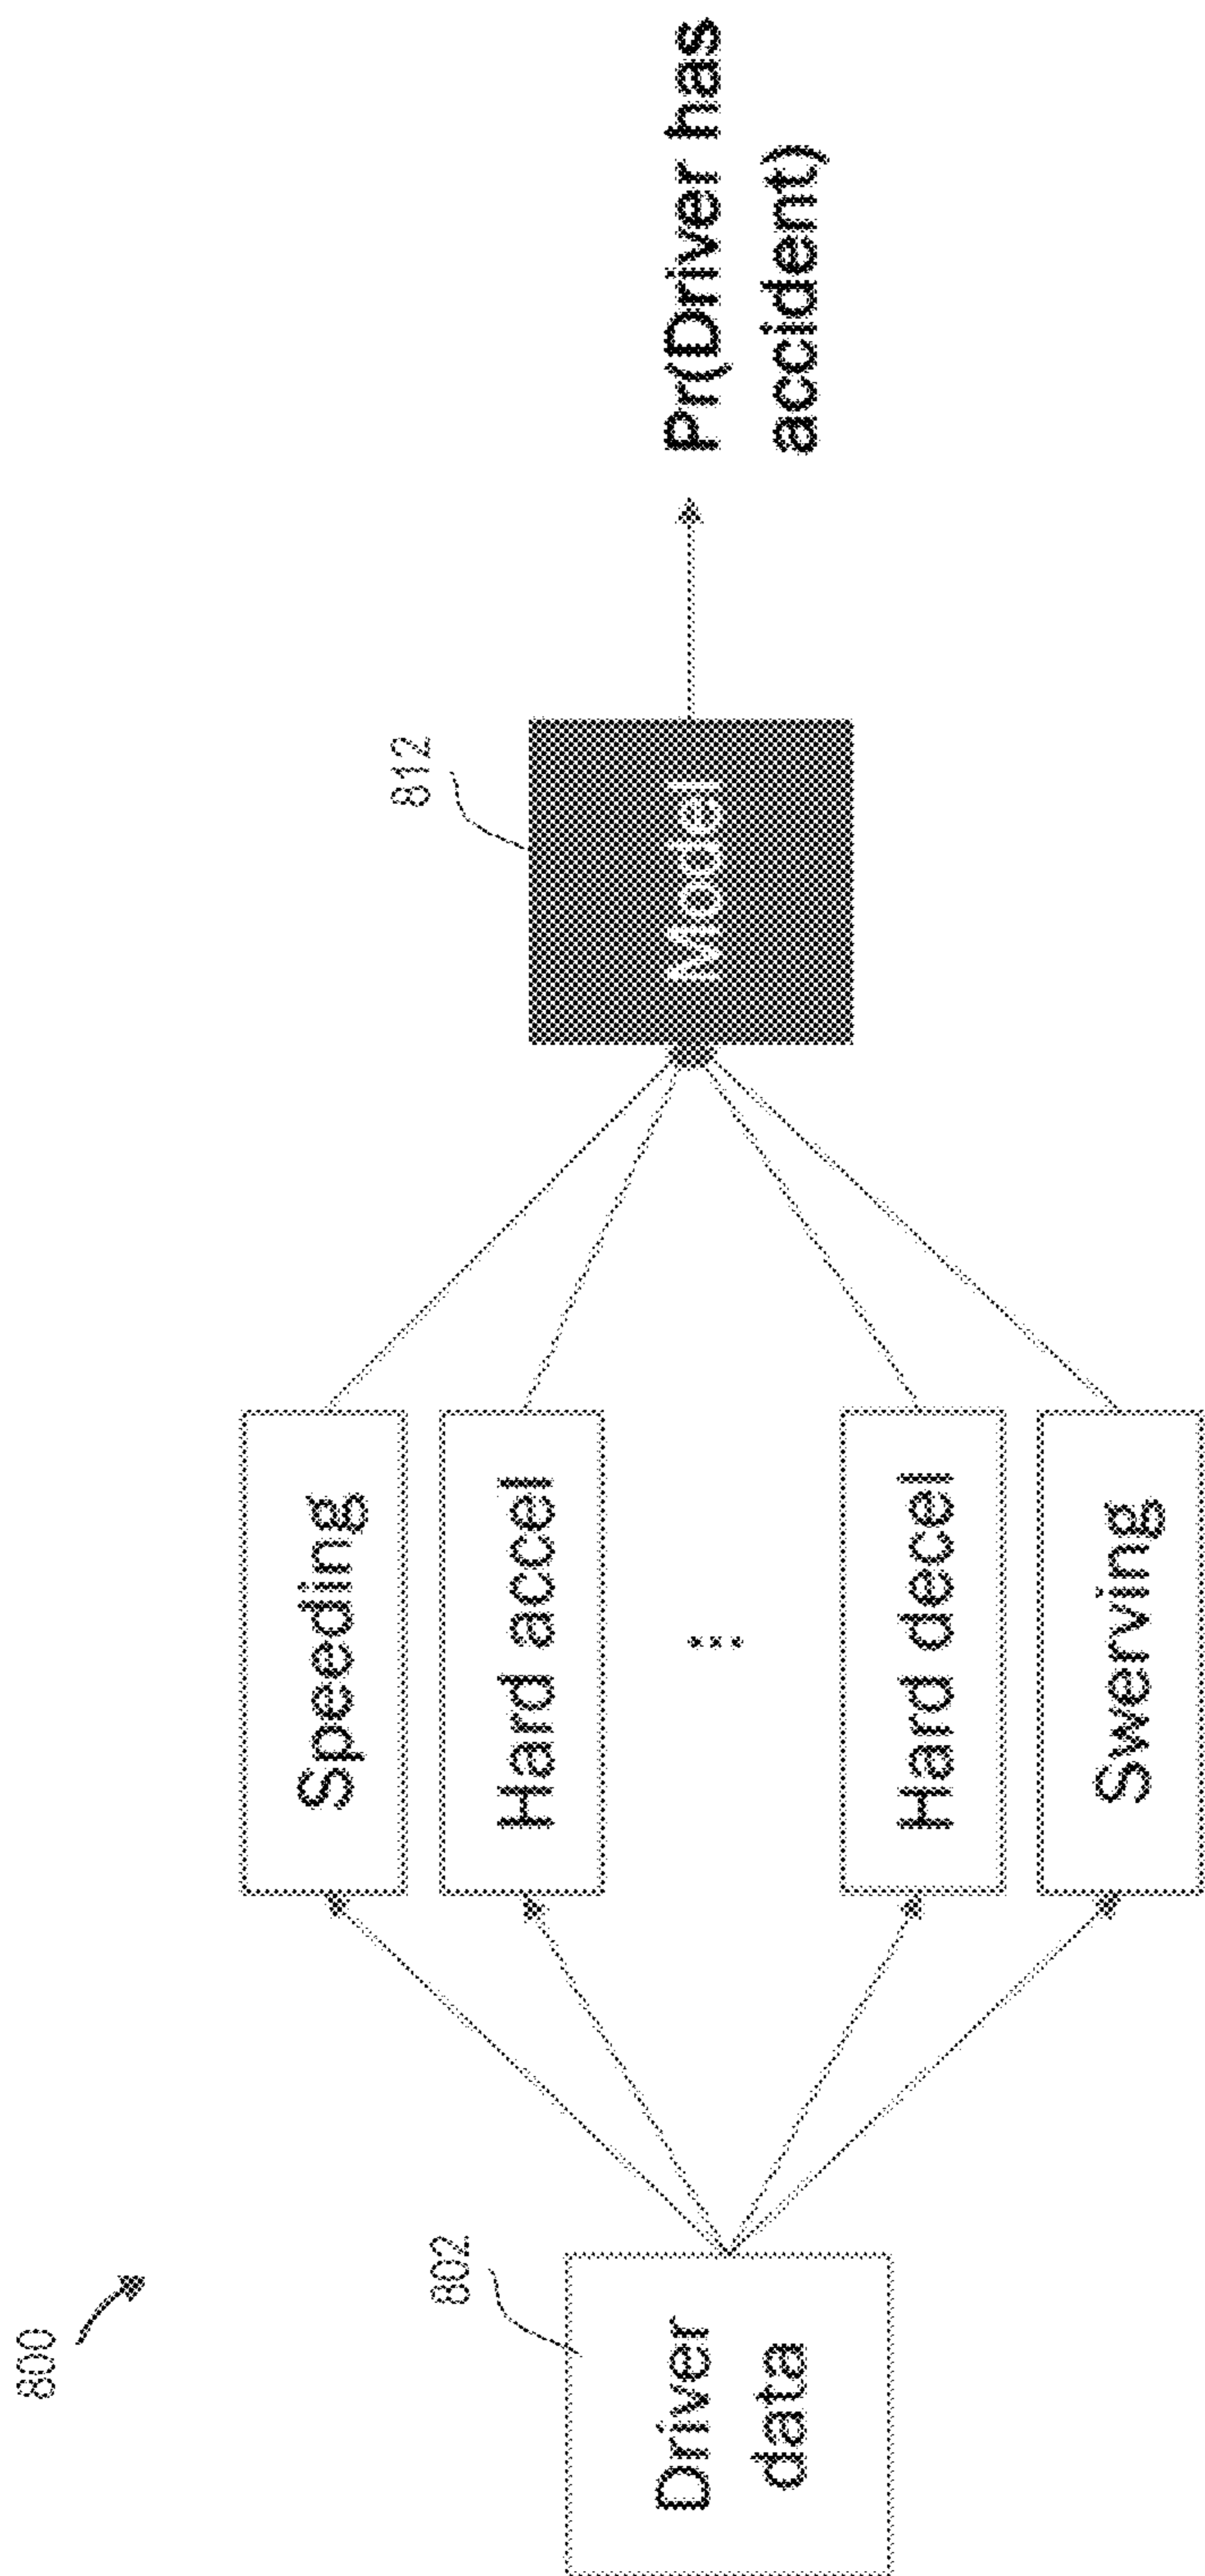 800
802
Driver
data
Speeding
Hard accel
...
Hard decel
Swerving
812
Model
Pr(Driver has
accident)